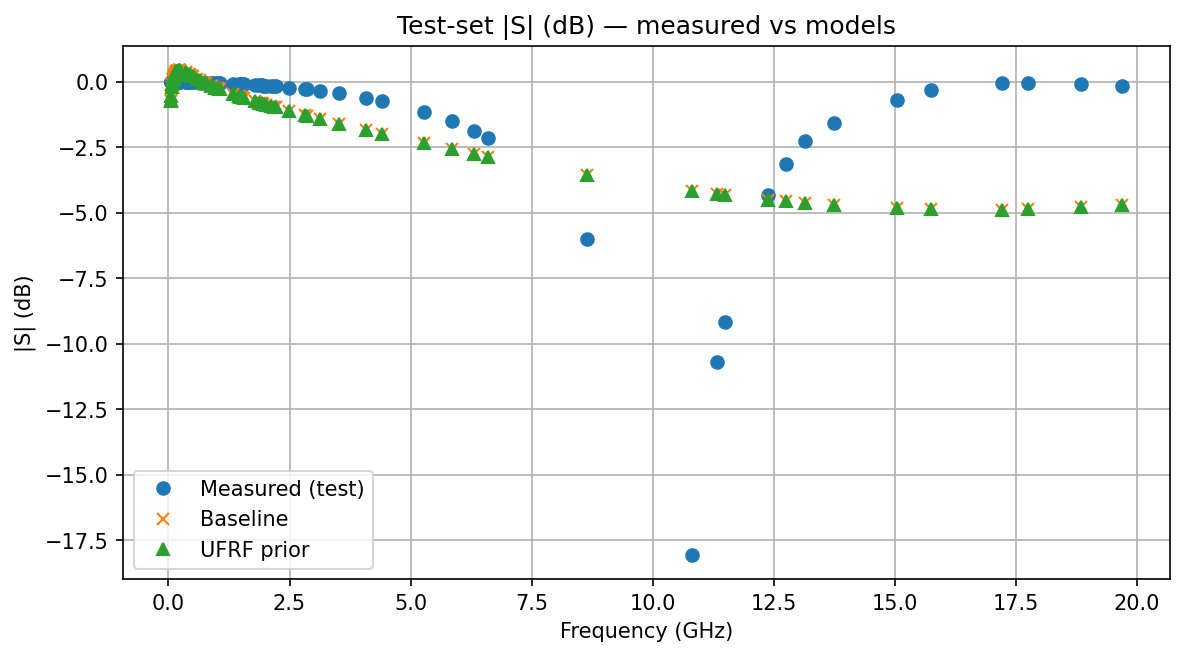 Test-set |S| (dB) — measured vs models
0.0
−2.5
−5.0
−7.5
−10.0
−12.5
−15.0
−17.5
|S| (dB)
Measured (test)
Baseline
UFRF prior
0.0 2.5 5.0 7.5 10.0 12.5 15.0 17.5 20.0
Frequency (GHz)